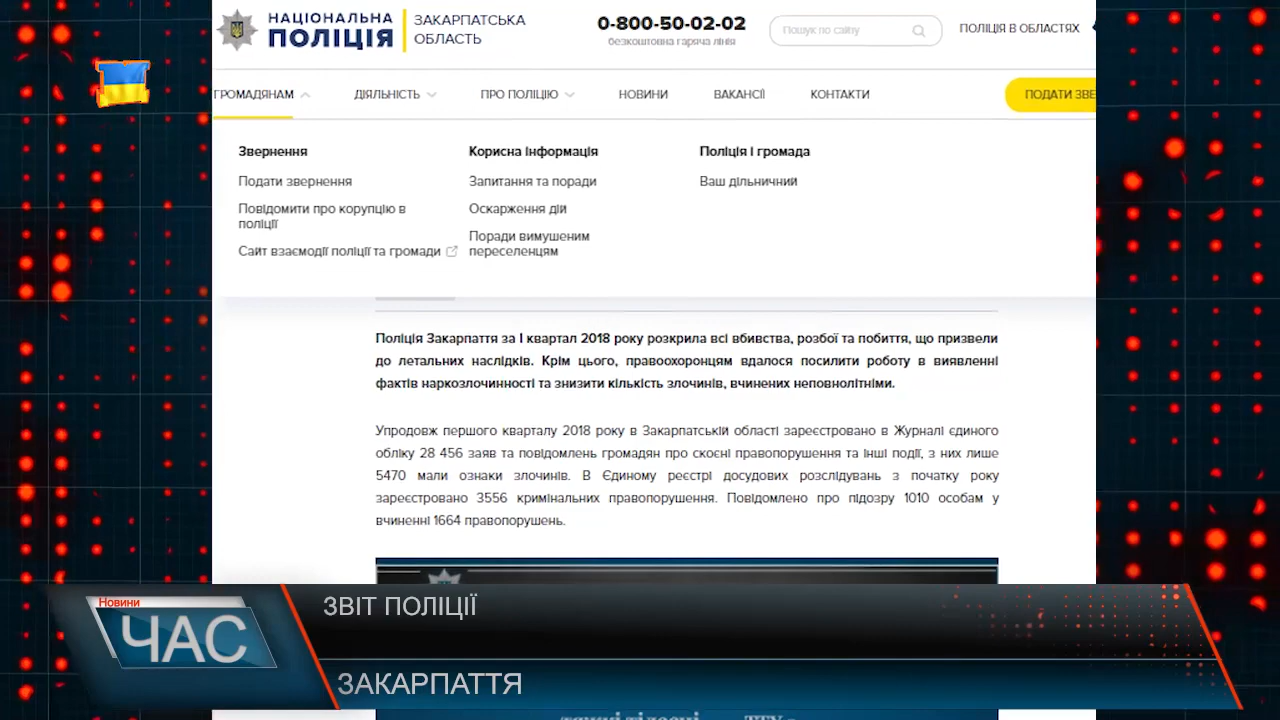 НАЦІОНАЛЬНА
ПОЛІЦІЯ
ЗАКАРПАТСЬКА
ОБЛАСТЬ
0-800-50-02-02
безкоштовна гаряча лінія
Пошук по сайту
ПОЛІЦІЯ В ОБЛАСТЯХ
ГРОМАДЯНАМ
ДІЯЛЬНІСТЬ
ПРО ПОЛІЦІЮ
НОВИНИ
ВАКАНСІЇ
КОНТАКТИ
ПОДАТИ ЗВЕ
Звернення
Подати звернення
Повідомити про корупцію в
поліції
Сайт взаємодії поліції та громади
Корисна інформація
Запитання та поради
Оскарження дій
Поради вимушеним
переселенцям
Поліція і громада
Ваш дільничний
Поліція Закарпаття за І квартал 2018 року розкрила всі вбивства, розбої та побиття, що призвели
до летальних наслідків. Крім цього, правоохоронцям вдалося посилити роботу в виявленні
фактів наркозлочинності та знизити кількість злочинів, вчинених неповнолітніми.
Упродовж першого кварталу 2018 року в Закарпатській області зареєстровано в Журналі єдиного
обліку 28 456 заяв та повідомлень громадян про скоєні правопорушення та інші події, з них лише
5470 мали ознаки злочинів. В Єдиному реєстрі досудових розслідувань з початку року
зареєстровано 3556 кримінальних правопорушення. Повідомлено про підозру 1010 особам у
вчиненні 1664 правопорушень.
Новини
ЧАС
ЗВІТ ПОЛІЦІЇ
ЗАКАРПАТТЯ